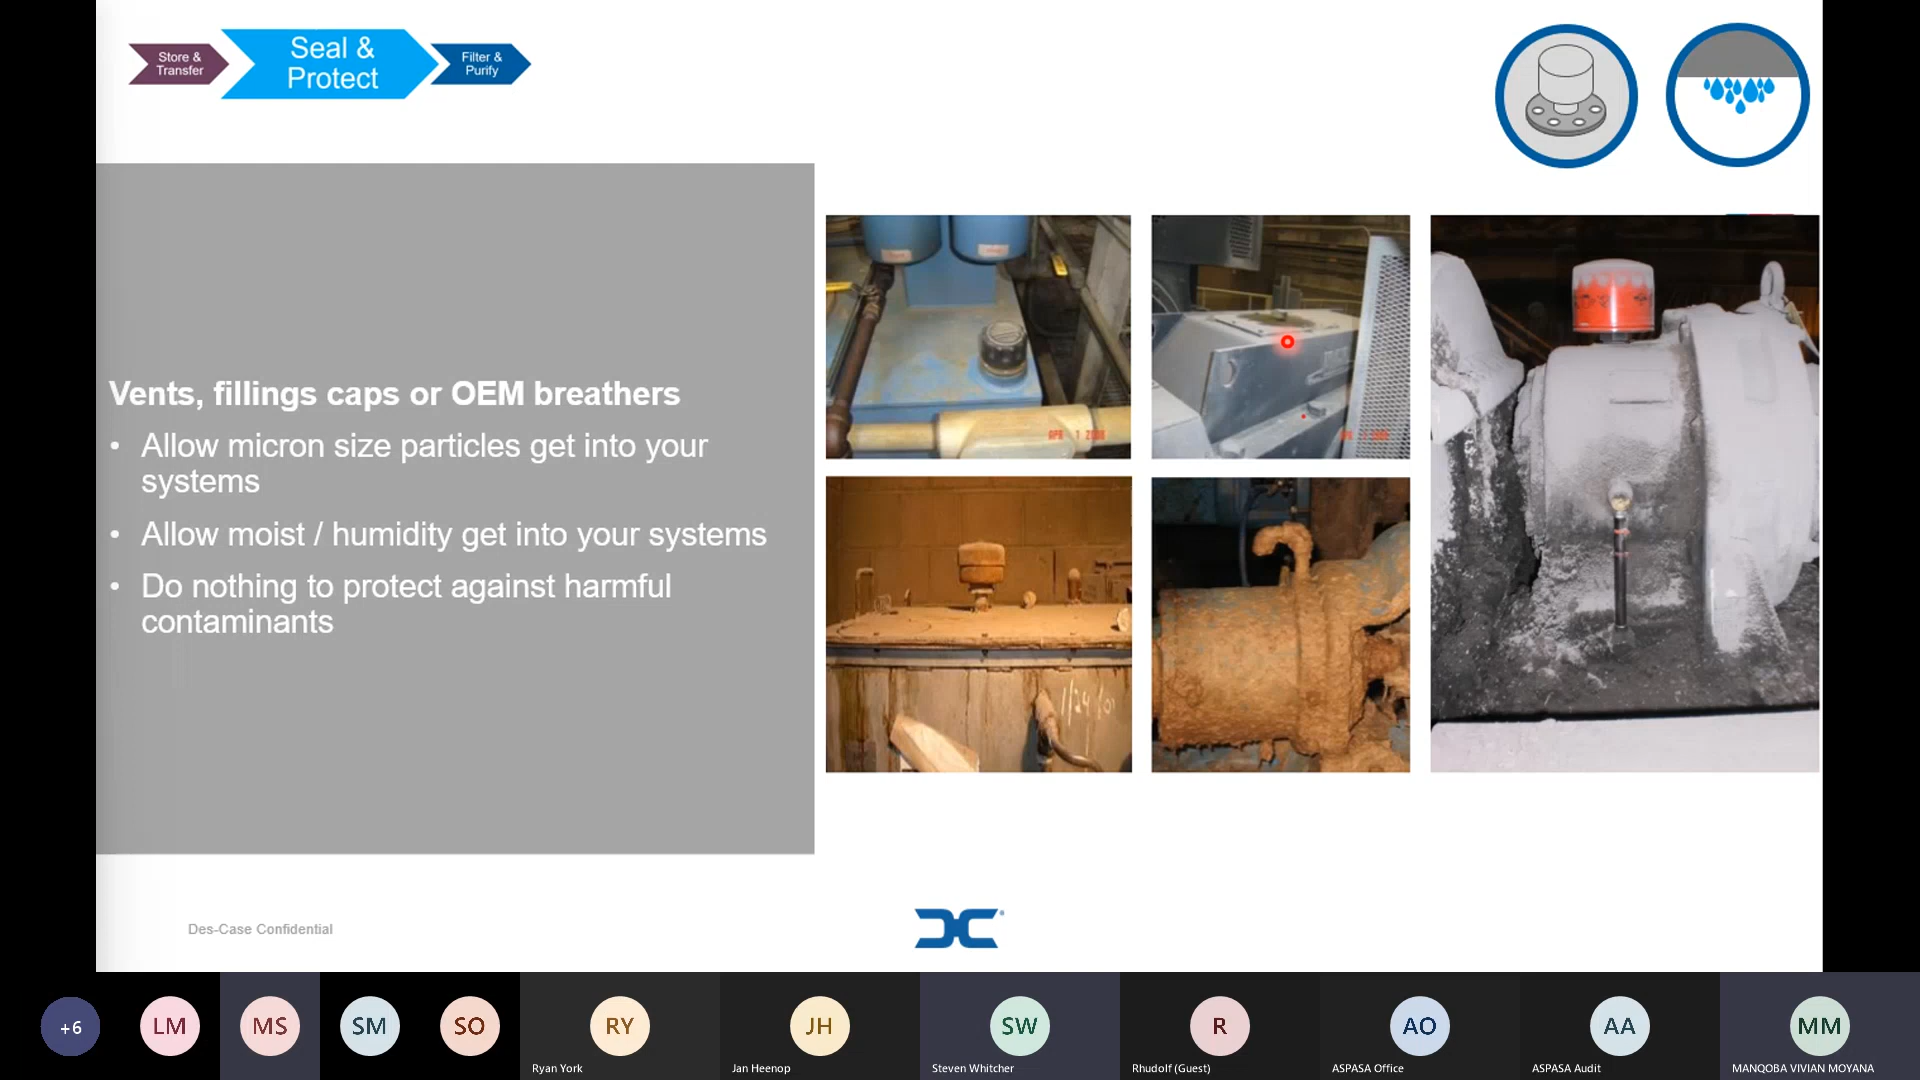 Store &
Transfer
Seal &
Protect
Filter &
Purify
Vents, fillings caps or OEM breathers
• Allow micron size particles get into your
systems
• Allow moist / humidity get into your systems
• Do nothing to protect against harmful
contaminants
APR 1
Des-Case Confidential
+6
LM
MS
SM
SO
RY
Ryan York
JH
Jan Heenop
SW
Steven Whitcher
R
Rhudolf (Guest)
AO
ASPASA Office
AA
ASPASA Audit
MM
MANQOBA VIVIAN MOYANA